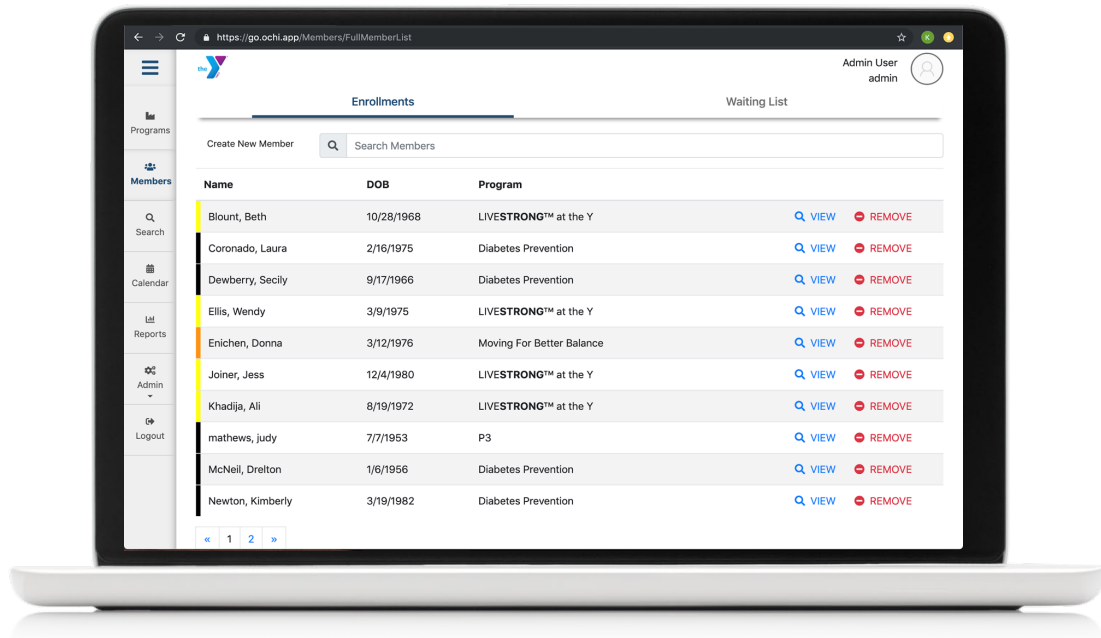 https://go.ochi.app/Members/FullMemberList
K
the Y
Admin User
admin
Programs
Members
Search
Calendar
Reports
Admin
Logout
Enrollments Waiting List
Create New Member Search Members
Name DOB Program
Blount, Beth 10/28/1968 LIVESTRONG™ at the Y VIEW REMOVE
Coronado, Laura 2/16/1975 Diabetes Prevention VIEW REMOVE
Dewberry, Secily 9/17/1966 Diabetes Prevention VIEW REMOVE
Ellis, Wendy 3/9/1975 LIVESTRONG™ at the Y VIEW REMOVE
Enichen, Donna 3/12/1976 Moving For Better Balance VIEW REMOVE
Joiner, Jess 12/4/1980 LIVESTRONG™ at the Y VIEW REMOVE
Khadija, Ali 8/19/1972 LIVESTRONG™ at the Y VIEW REMOVE
mathews, judy 7/7/1953 P3 VIEW REMOVE
McNeil, Drelton 1/6/1956 Diabetes Prevention VIEW REMOVE
Newton, Kimberly 3/19/1982 Diabetes Prevention VIEW REMOVE
« 1 2 »